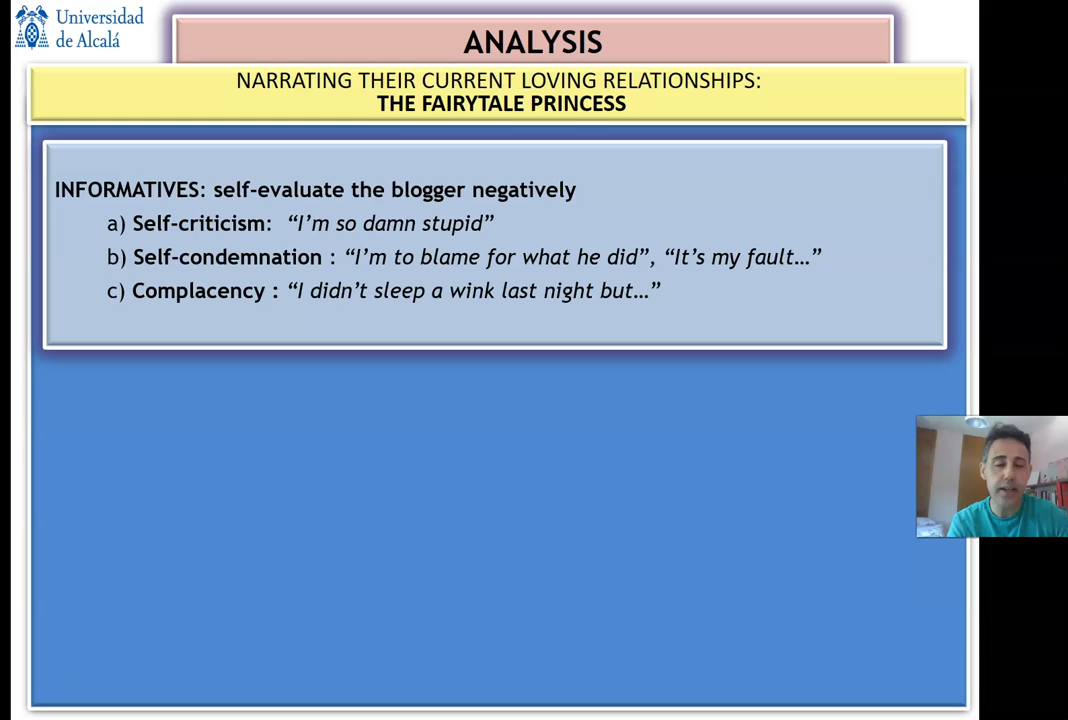 Universidad
de Alcalá
ANALYSIS
NARRATING THEIR CURRENT LOVING RELATIONSHIPS:
THE FAIRYTALE PRINCESS
INFORMATIVES: self-evaluate the blogger negatively
a) Self-criticism: “I’m so damn stupid”
b) Self-condemnation : “I’m to blame for what he did”, “It’s my fault…”
c) Complacency : “I didn’t sleep a wink last night but…”